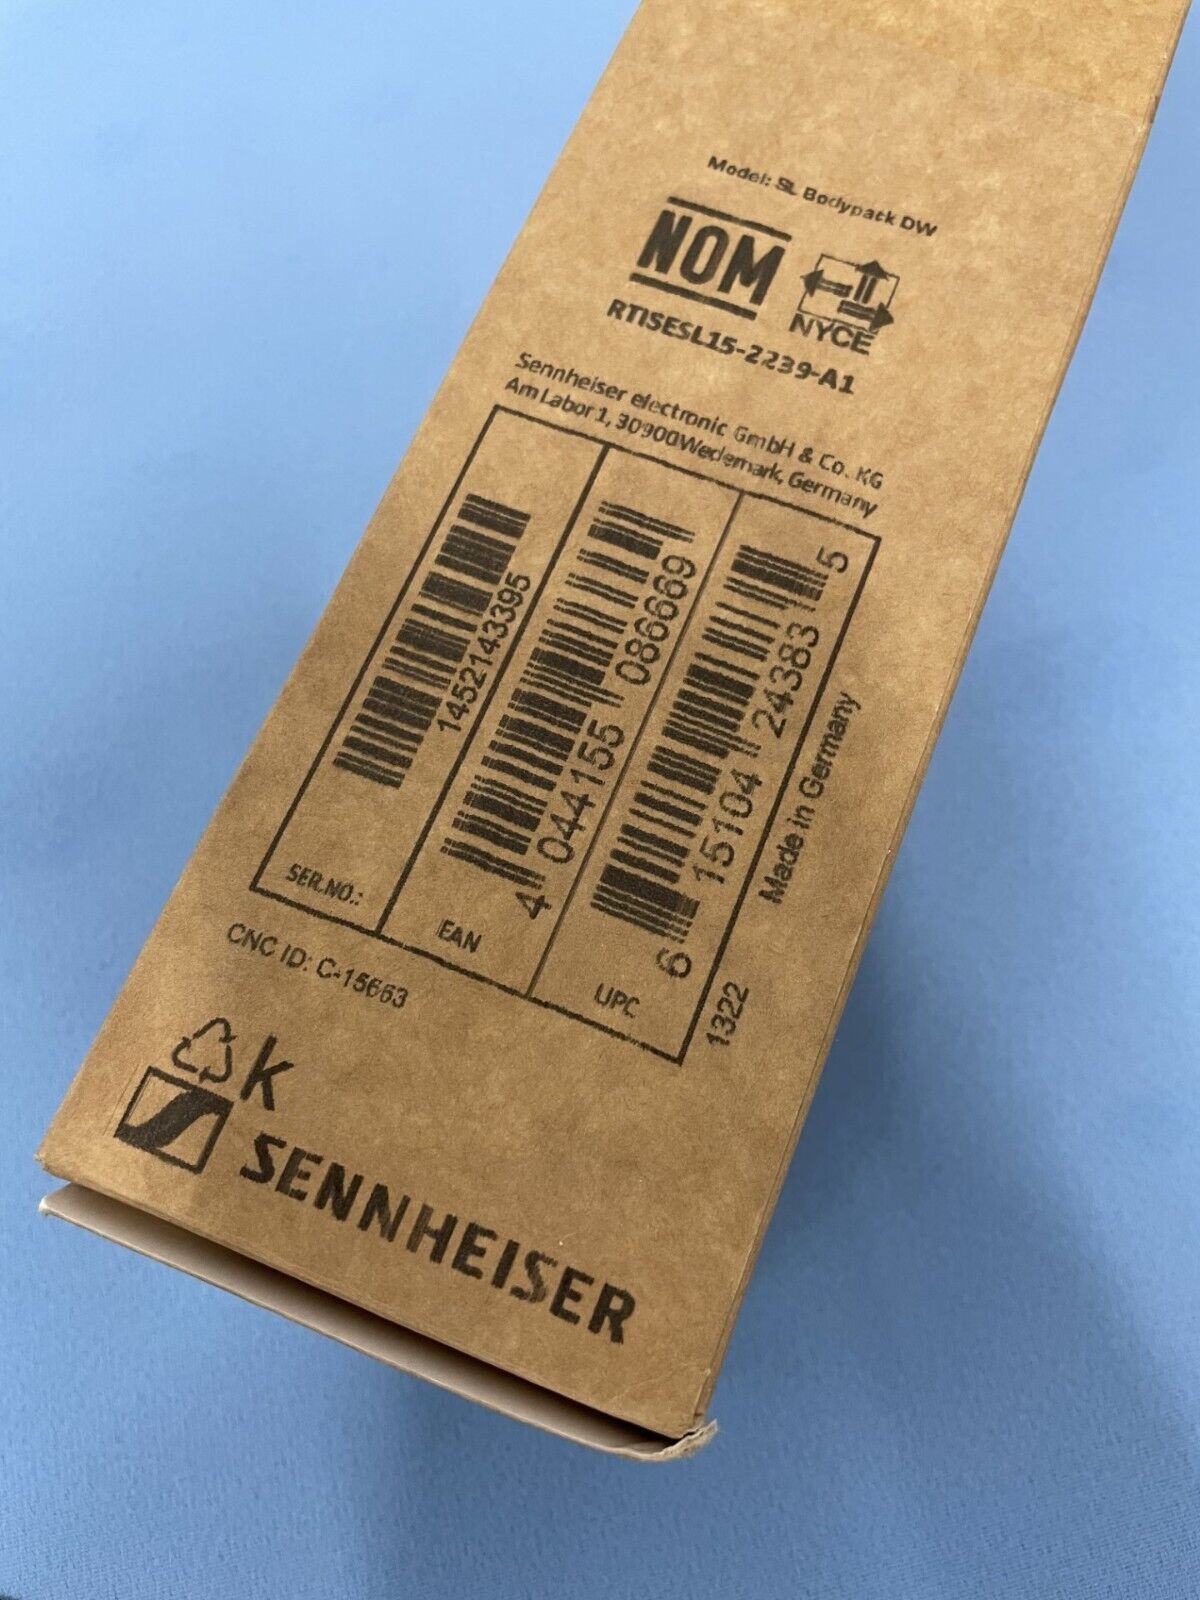 Model: SL Bodypack DW
NOM
NYCE
RTISESL15-2239-A1
Sennheiser electronic GmbH & Co. KG
Am Labor 1, 30900 Wedemark, Germany
1452143395
SER.NO.:
4 044155 086669
EAN
6 15104 24383 5
UPC
Made in Germany
1322
CNC ID: C-15663
K
SENNHEISER